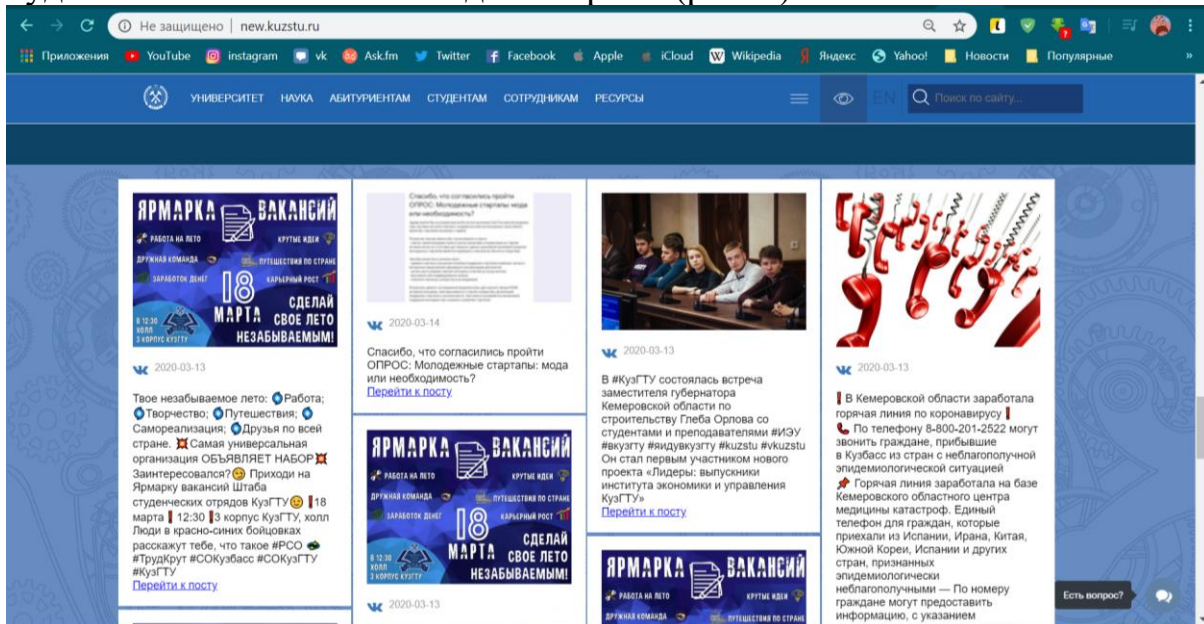 Не защищено | new.kuzstu.ru
Приложения YouTube instagram vk Ask.fm Twitter Facebook Apple iCloud Wikipedia Яндекс Yahoo! Новости Популярные »
УНИВЕРСИТЕТ НАУКА АБИТУРИЕНТАМ СТУДЕНТАМ СОТРУДНИКАМ РЕСУРСЫ EN Поиск по сайту...
ЯРМАРКА ВАКАНСИЙ
РАБОТА НА ЛЕТО КРУТЫЕ ИДЕИ
ДРУЖНАЯ КОМАНДА ПУТЕШЕСТВИЯ ПО СТРАНЕ
ЗАРАБОТОК ДЕНЕГ КАРЬЕРНЫЙ РОСТ
18 МАРТА
В 12:30
ХОЛЛ
3 КОРПУС КУЗГТУ
СДЕЛАЙ
СВОЕ ЛЕТО
НЕЗАБЫВАЕМЫМ!
2020-03-13
Твое незабываемое лето: Работа;
Творчество; Путешествия;
Самореализация; Друзья по всей
стране. Самая универсальная
организация ОБЪЯВЛЯЕТ НАБОР
Заинтересовался? Приходи на
Ярмарку вакансий Штаба
студенческих отрядов КузГТУ 18
марта 12:30 3 корпус КузГТУ, холл
Люди в красно-синих бойцовках
расскажут тебе, что такое #РСО
#ТрудКрут #СОКузбасс #СОКузГТУ
#КузГТУ
Перейти к посту
Спасибо, что согласились пройти
ОПРОС: Молодежные стартапы: мода
или необходимость?
2020-03-14
Спасибо, что согласились пройти
ОПРОС: Молодежные стартапы: мода
или необходимость?
Перейти к посту
ЯРМАРКА ВАКАНСИЙ
РАБОТА НА ЛЕТО КРУТЫЕ ИДЕИ
ДРУЖНАЯ КОМАНДА ПУТЕШЕСТВИЯ ПО СТРАНЕ
ЗАРАБОТОК ДЕНЕГ КАРЬЕРНЫЙ РОСТ
18 МАРТА
В 12:30
ХОЛЛ
3 КОРПУС КУЗГТУ
СДЕЛАЙ
СВОЕ ЛЕТО
НЕЗАБЫВАЕМЫМ!
2020-03-13
2020-03-13
В #КузГТУ состоялась встреча
заместителя губернатора
Кемеровской области по
строительству Глеба Орлова со
студентами и преподавателями #ИЭУ
#вкузгту #яидувкузгту #kuzstu #vkuzstu
Он стал первым участником нового
проекта «Лидеры: выпускники
института экономики и управления
КузГТУ»
Перейти к посту
ЯРМАРКА ВАКАНСИЙ
РАБОТА НА ЛЕТО КРУТЫЕ ИДЕИ
ДРУЖНАЯ КОМАНДА ПУТЕШЕСТВИЯ ПО СТРАНЕ
2020-03-13
В Кемеровской области заработала
горячая линия по коронавирусу
По телефону 8-800-201-2522 могут
звонить граждане, прибывшие
в Кузбасс из стран с неблагополучной
эпидемиологической ситуацией
Горячая линия заработала на базе
Кемеровского областного центра
медицины катастроф. Единый
телефон для граждан, которые
приехали из Испании, Ирана, Китая,
Южной Кореи, Испании и других
стран, признанных
эпидемиологически
неблагополучными — По номеру
граждане могут предоставить
информацию, с указанием
Есть вопрос?